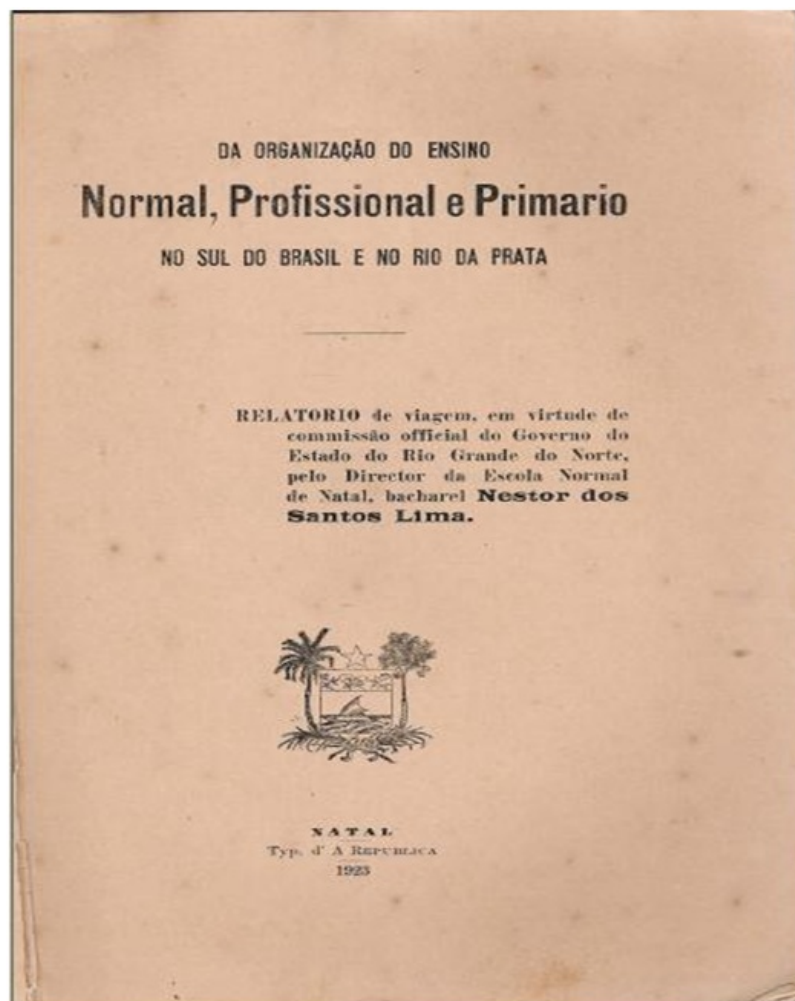 DA ORGANIZAÇÃO DO ENSINO
Normal, Profissional e Primario
NO SUL DO BRASIL E NO RIO DA PRATA
RELATORIO de viagem, em virtude de
commissão official do Governo do
Estado do Rio Grande do Norte,
pelo Director da Escola Normal
de Natal, bacharel Nestor dos
Santos Lima.
NATAL
Typ. d' A REPUBLICA
1923